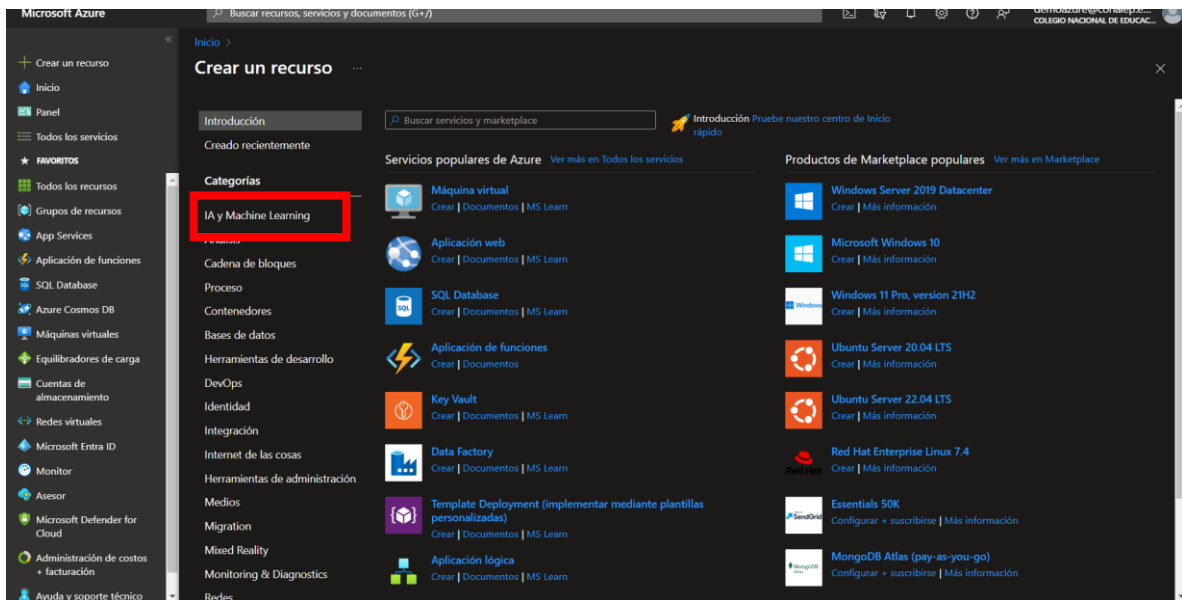 Microsoft Azure
Buscar recursos, servicios y documentos (G+/)
demoazure@conalep.e...
COLEGIO NACIONAL DE EDUCAC...
Crear un recurso
Inicio
Panel
Todos los servicios
FAVORITOS
Todos los recursos
Grupos de recursos
App Services
Aplicación de funciones
SQL Database
Azure Cosmos DB
Máquinas virtuales
Equilibradores de carga
Cuentas de
almacenamiento
Redes virtuales
Microsoft Entra ID
Monitor
Asesor
Microsoft Defender for
Cloud
Administración de costos
+ facturación
Ayuda y soporte técnico
Inicio >
Crear un recurso ...
Introducción
Creado recientemente
Categorías
IA y Machine Learning
Análisis
Cadena de bloques
Proceso
Contenedores
Bases de datos
Herramientas de desarrollo
DevOps
Identidad
Integración
Internet de las cosas
Herramientas de administración
Medios
Migration
Mixed Reality
Monitoring & Diagnostics
Redes
Buscar servicios y marketplace
Introducción Pruebe nuestro centro de Inicio
rápido
Servicios populares de Azure Ver más en Todos los servicios
Máquina virtual
Crear | Documentos | MS Learn
Aplicación web
Crear | Documentos | MS Learn
SQL
SQL Database
Crear | Documentos | MS Learn
Aplicación de funciones
Crear | Documentos
Key Vault
Crear | Documentos | MS Learn
Data Factory
Crear | Documentos | MS Learn
Template Deployment (implementar mediante plantillas
personalizadas)
Crear | Documentos | MS Learn
Aplicación lógica
Crear | Documentos | MS Learn
Productos de Marketplace populares Ver más en Marketplace
Windows Server 2019 Datacenter
Crear | Más información
Microsoft Windows 10
Crear | Más información
Windows
Windows 11 Pro, version 21H2
Crear | Más información
Ubuntu Server 20.04 LTS
Crear | Más información
Ubuntu Server 22.04 LTS
Crear | Más información
Red Hat
Red Hat Enterprise Linux 7.4
Crear | Más información
SendGrid
Essentials 50K
Configurar + suscribirse | Más información
MongoDB
Atlas
MongoDB Atlas (pay-as-you-go)
Configurar + suscribirse | Más información